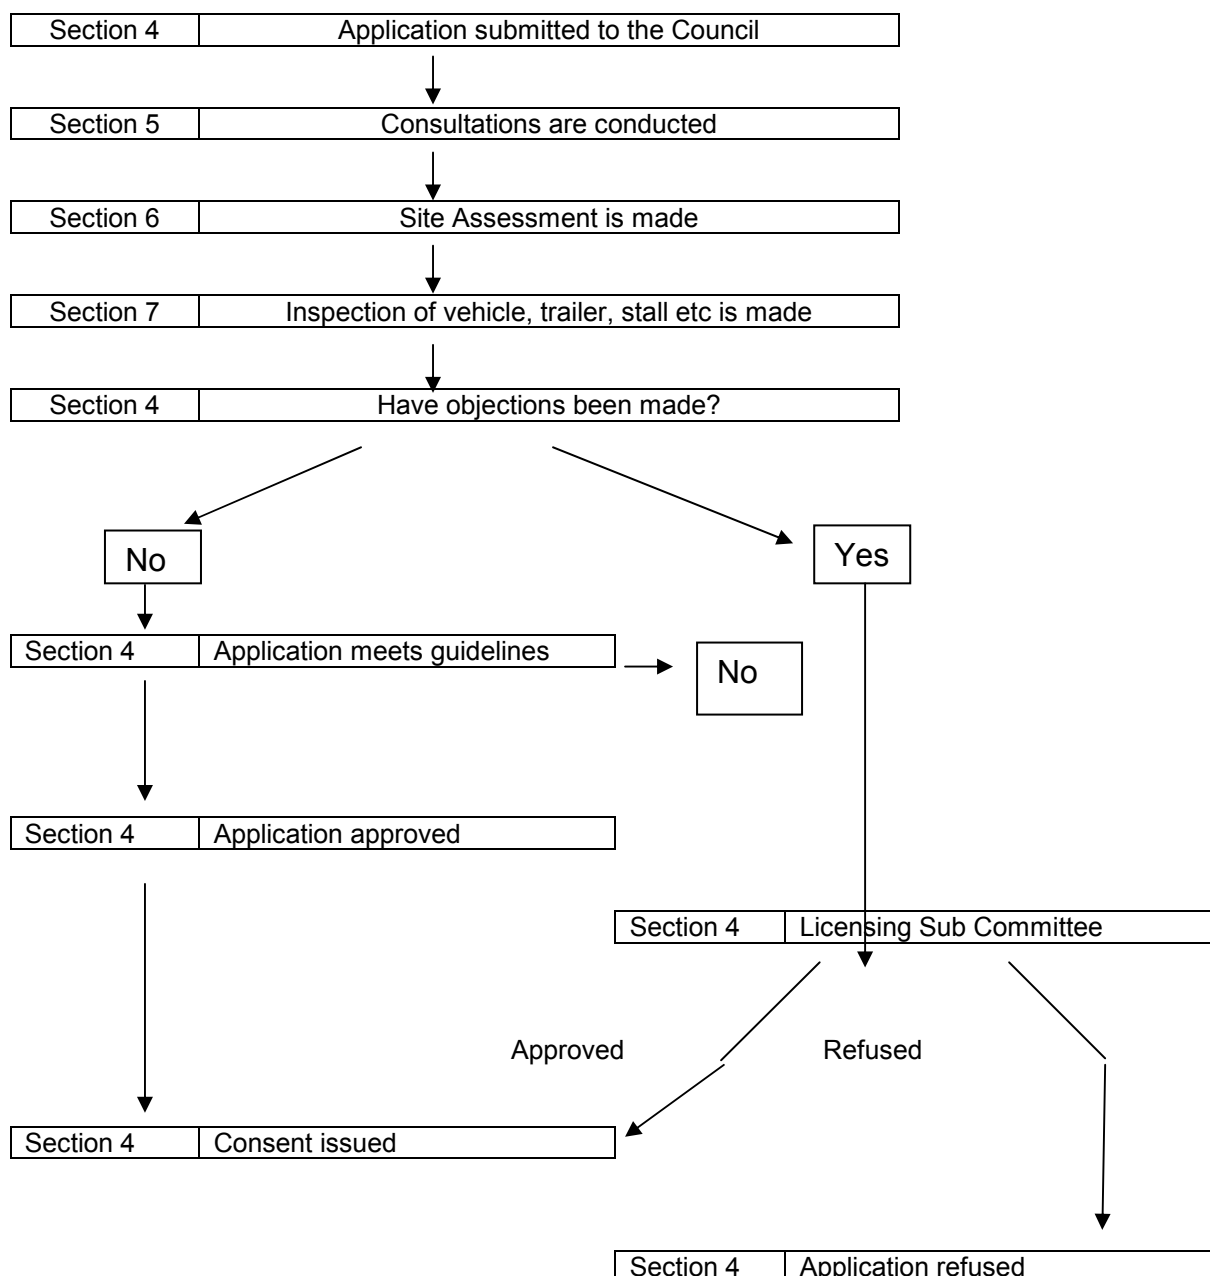 Section 4 Application submitted to the Council
Section 5 Consultations are conducted
Section 6 Site Assessment is made
Section 7 Inspection of vehicle, trailer, stall etc is made
Section 4 Have objections been made?
No
Yes
Section 4 Application meets guidelines
No
Section 4 Application approved
Section 4 Licensing Sub Committee
Approved
Refused
Section 4 Consent issued
Section 4 Application refused